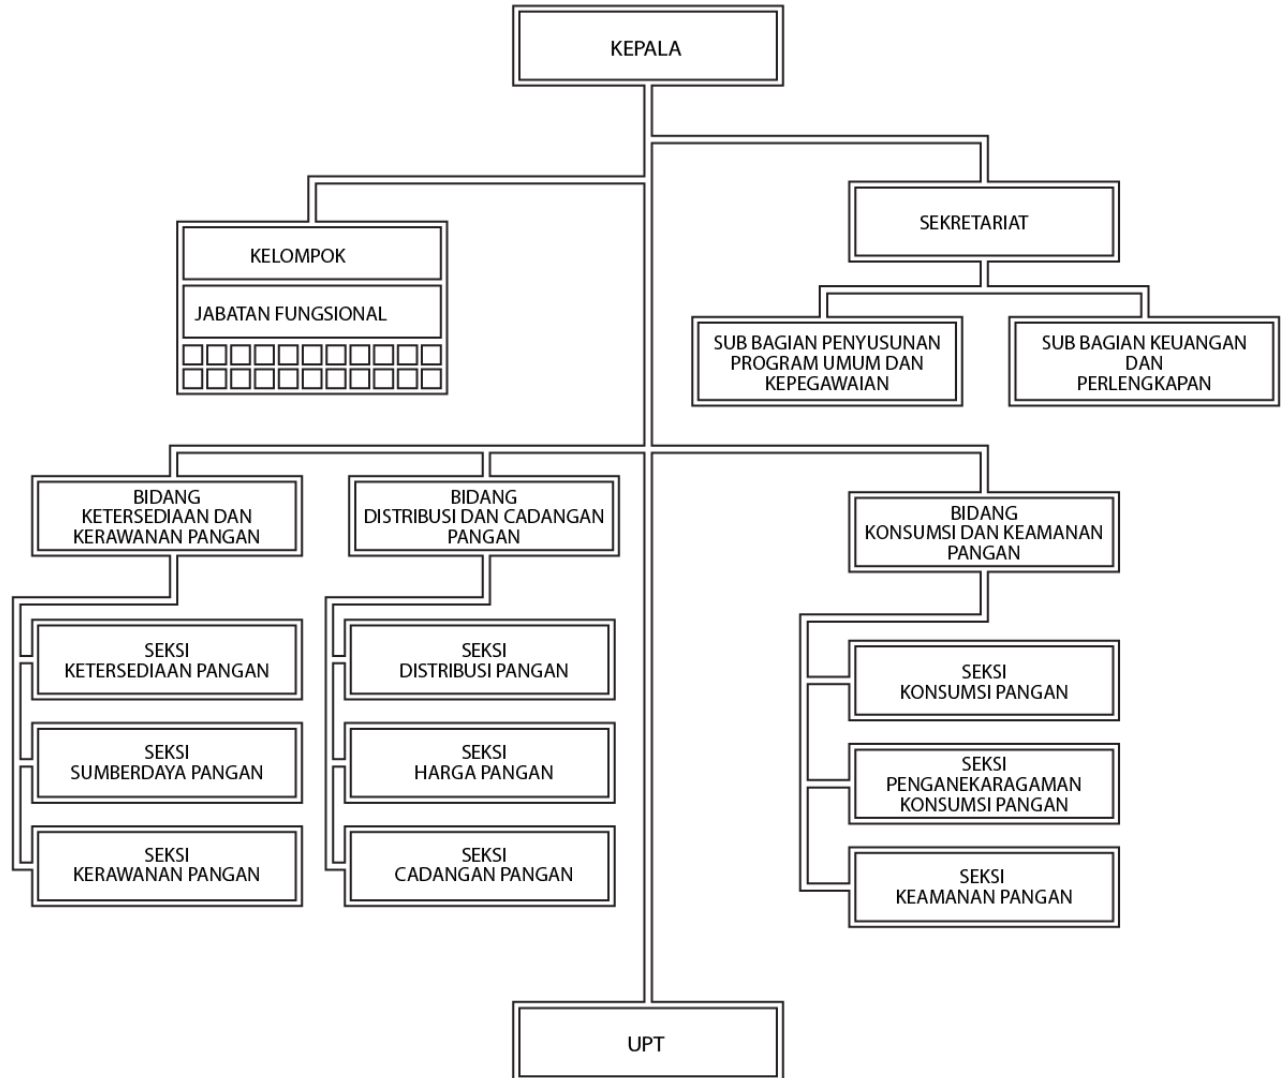 KEPALA
SEKRETARIAT
KELOMPOK
JABATAN FUNGSIONAL
SUB BAGIAN PENYUSUNAN
PROGRAM UMUM DAN
KEPEGAWAIAN
SUB BAGIAN KEUANGAN
DAN
PERLENGKAPAN
BIDANG
KETERSEDIAAN DAN
KERAWANAN PANGAN
BIDANG
DISTRIBUSI DAN CADANGAN
PANGAN
BIDANG
KONSUMSI DAN KEAMANAN
PANGAN
SEKSI
KETERSEDIAAN PANGAN
SEKSI
SUMBERDAYA PANGAN
SEKSI
KERAWANAN PANGAN
SEKSI
DISTRIBUSI PANGAN
SEKSI
HARGA PANGAN
SEKSI
CADANGAN PANGAN
SEKSI
KONSUMSI PANGAN
SEKSI
PENGANEKARAGAMAN
KONSUMSI PANGAN
SEKSI
KEAMANAN PANGAN
UPT